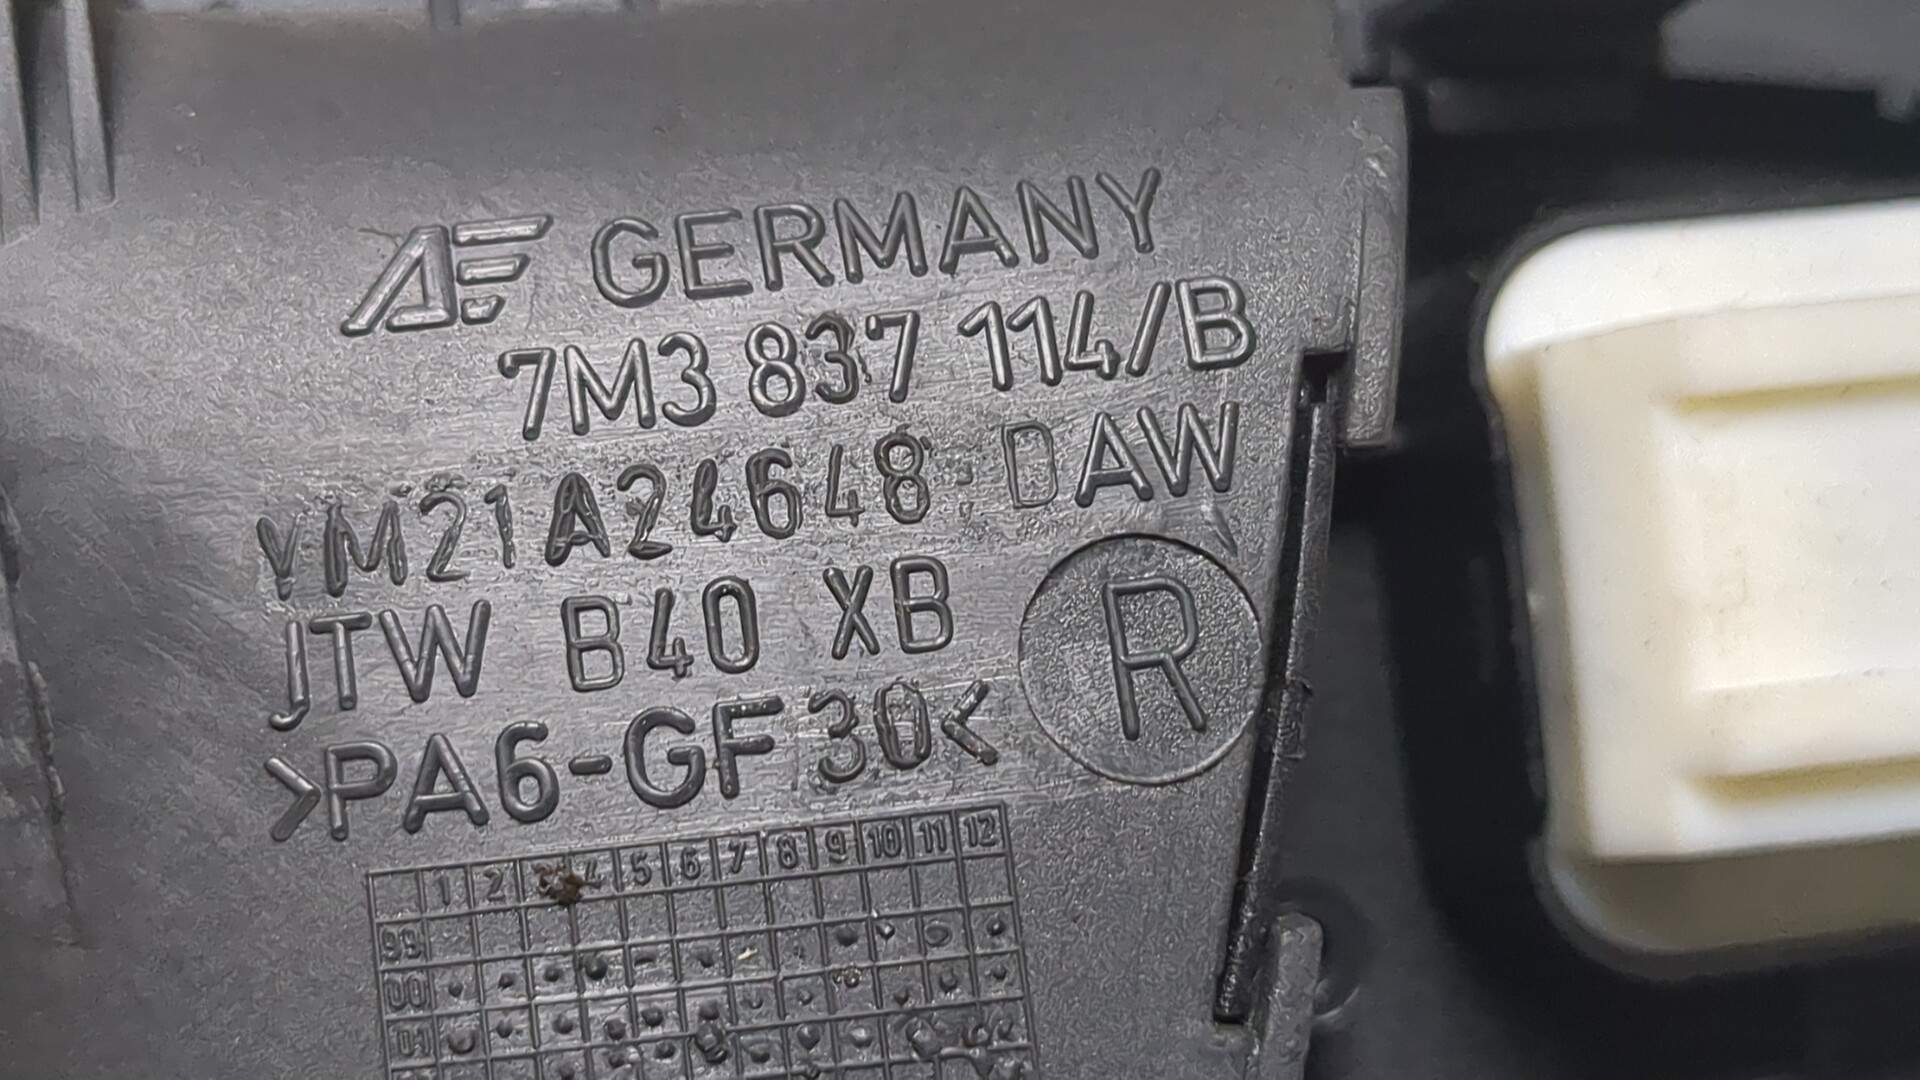 AF GERMANY
7M3 837 114/B
YM21A24648 DAW
JTW B40 XB
R
>PA6-GF30<
1 2 3 4 5 6 7 8 9 10 11 12
99
00
01